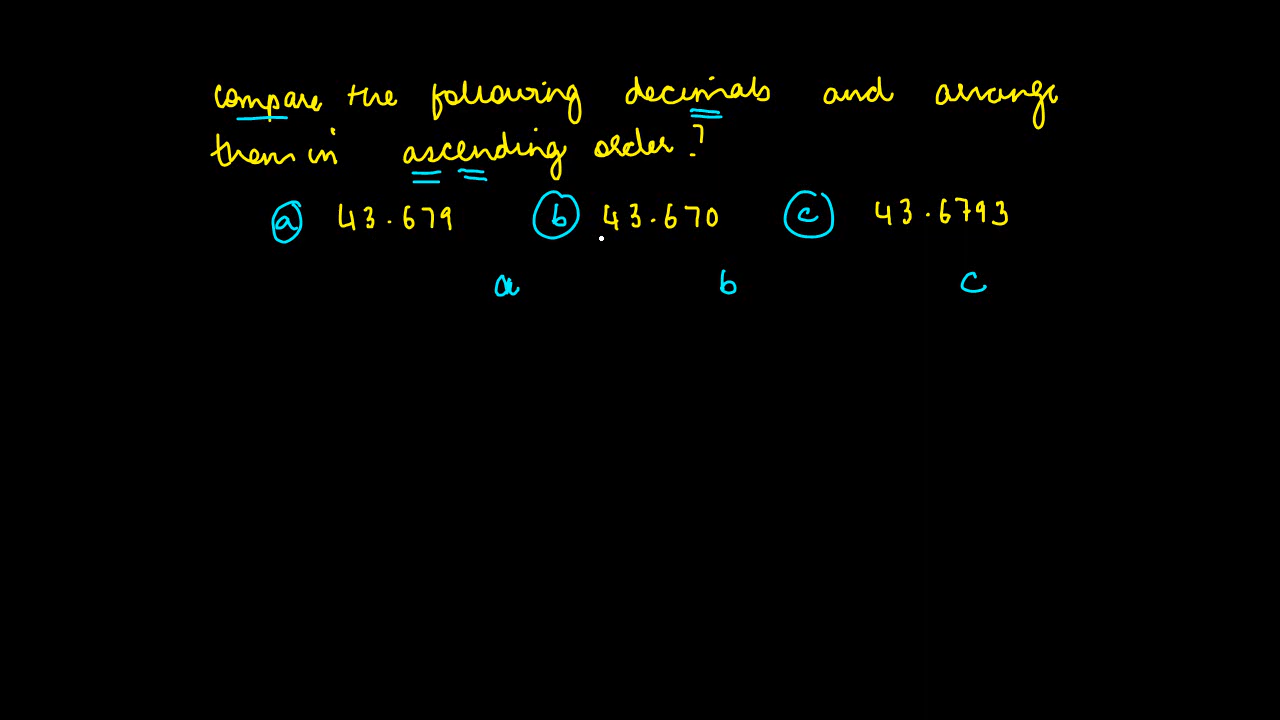 compare the following decimals and arrange
them in ascending order?
a 43.679 b 43.670 c 43.6793
a b c